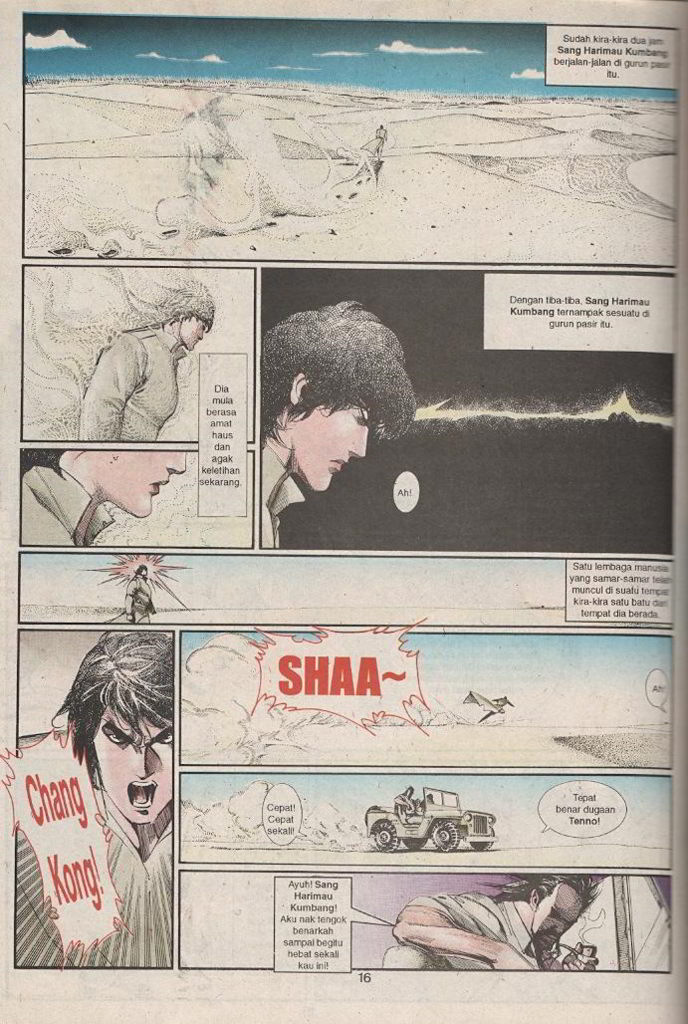 Sudah kira-kira dua jam
Sang Harimau Kumbang
berjalan-jalan di gurun pasir
itu.
Dia
mula
berasa
amat
haus
dan
agak
keletihan
sekarang.
Dengan tiba-tiba, Sang Harimau
Kumbang ternampak sesuatu di
gurun pasir itu.
Ah!
Satu lembaga manusia
yang samar-samar telah
muncul di suatu tempat
kira-kira satu batu dari
tempat dia berada.
Chang
Kong!
SHAA~
Ah!
Cepat!
Cepat
sekali!
Tepat
benar dugaan
Tenno!
Ayuh! Sang
Harimau
Kumbang!
Aku nak tengok
benarkah
sampai begitu
hebat sekali
kau ini!
16